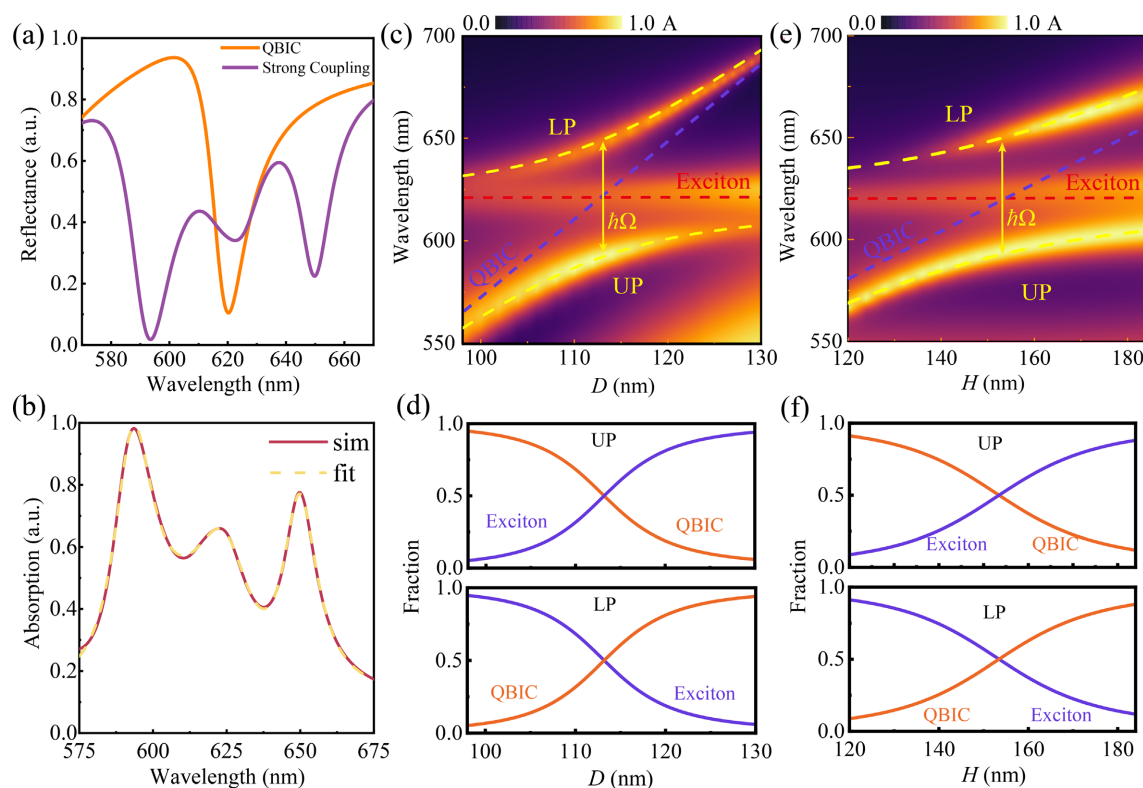 (a)
1.0
0.8
0.6
0.4
0.2
0.0
Reflectance (a.u.)
QBIC
Strong Coupling
580 600 620 640 660
Wavelength (nm)
(b)
1.0
0.8
0.6
0.4
0.2
0.0
Absorption (a.u.)
sim
fit
575 600 625 650 675
Wavelength (nm)
(c)
0.0 1.0 A
700
650
600
550
Wavelength (nm)
LP
Exciton
QBIC
ℏΩ
UP
100 110 120 130
D (nm)
(d)
Fraction
1.0
0.5
0.0
UP
Exciton
QBIC
1.0
0.5
0.0
LP
QBIC
Exciton
100 110 120 130
D (nm)
(e)
0.0 1.0 A
700
650
600
550
Wavelength (nm)
LP
Exciton
QBIC
ℏΩ
UP
120 140 160 180
H (nm)
(f)
Fraction
1.0
0.5
0.0
UP
Exciton
QBIC
1.0
0.5
0.0
LP
QBIC
Exciton
120 140 160 180
H (nm)